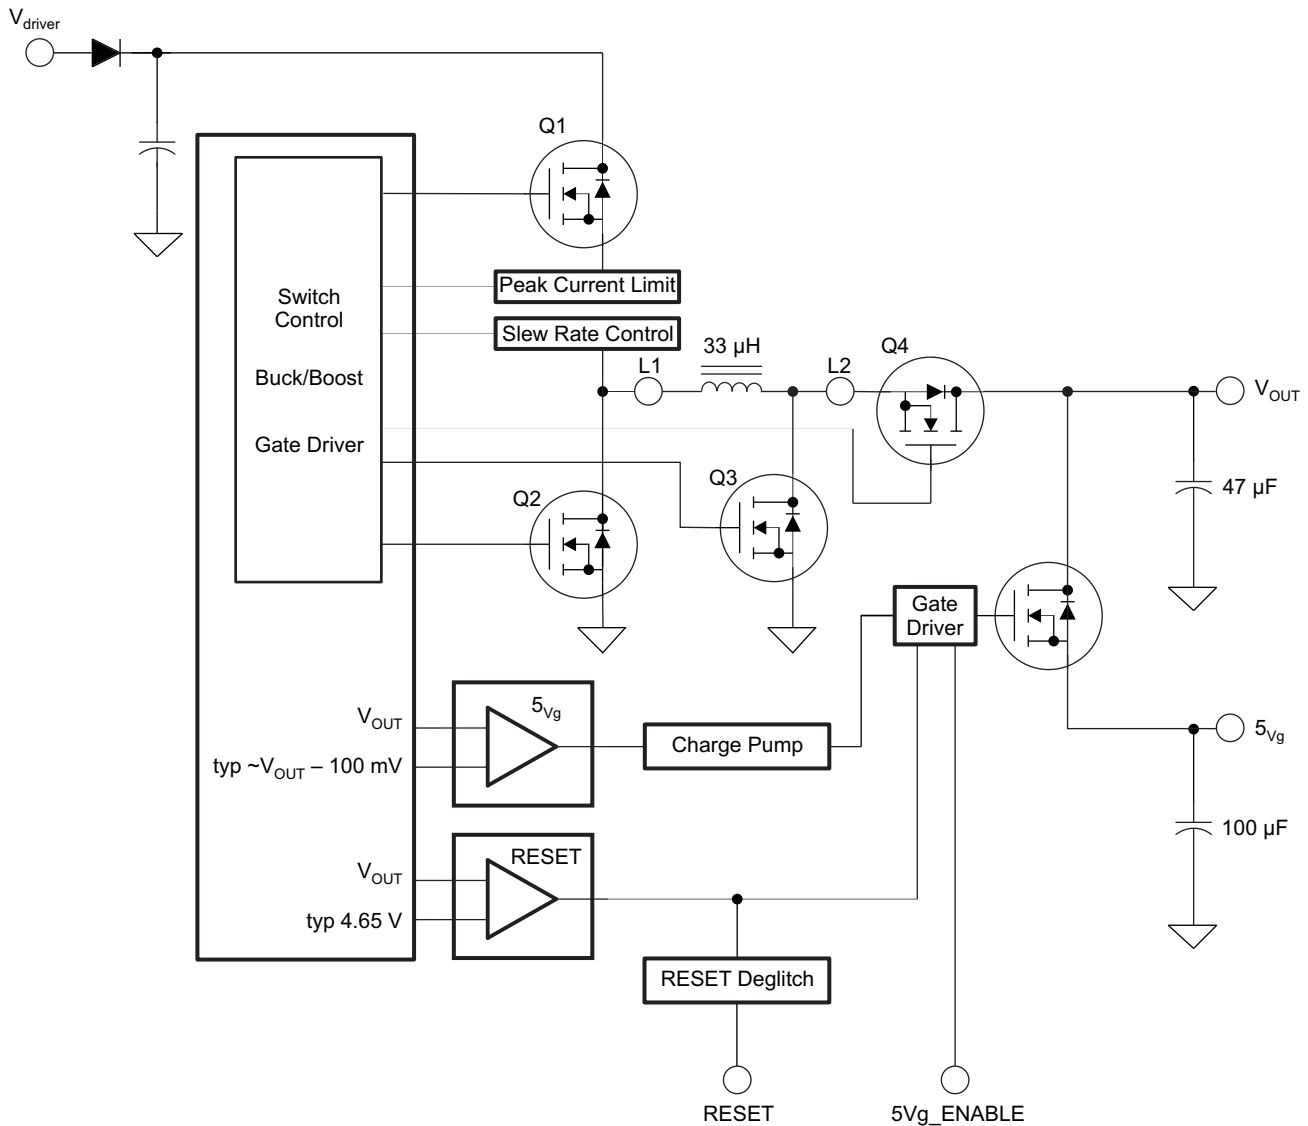 Vdriver
Q1
Peak Current Limit
Switch
Control
Slew Rate Control
33 µH
Q4
L1
L2
Buck/Boost
VOUT
Gate Driver
Q3
Q2
47 µF
Gate
Driver
5Vg
VOUT
Charge Pump
5Vg
typ ~VOUT – 100 mV
100 µF
RESET
VOUT
typ 4.65 V
RESET Deglitch
RESET
5Vg_ENABLE